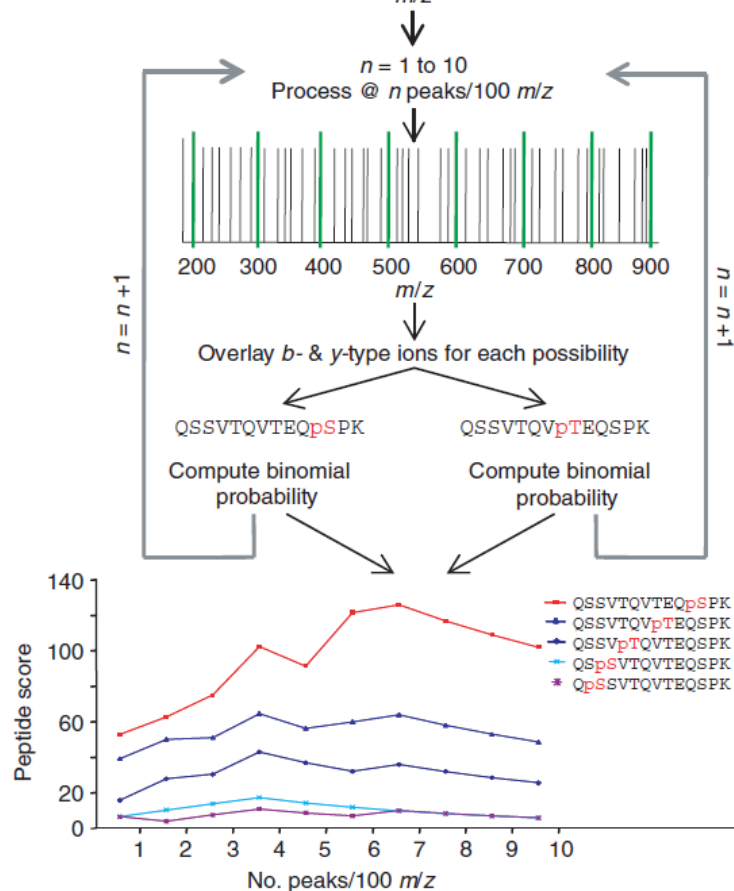 m/z
n = 1 to 10
Process @ n peaks/100 m/z
200 300 400 500 600 700 800 900
m/z
n = n +1
n = n +1
Overlay b- & y-type ions for each possibility
QSSVTQVTEQpSPK QSSVTQVpTEQSPK
Compute binomial probability
Compute binomial probability
140
100
60
20
0
Peptide score
QSSVTQVTEQpSPK
QSSVTQVpTEQSPK
QSSVpTQVTEQSPK
QSpSVTQVTEQSPK
QpSSVTQVTEQSPK
1 2 3 4 5 6 7 8 9 10
No. peaks/100 m/z